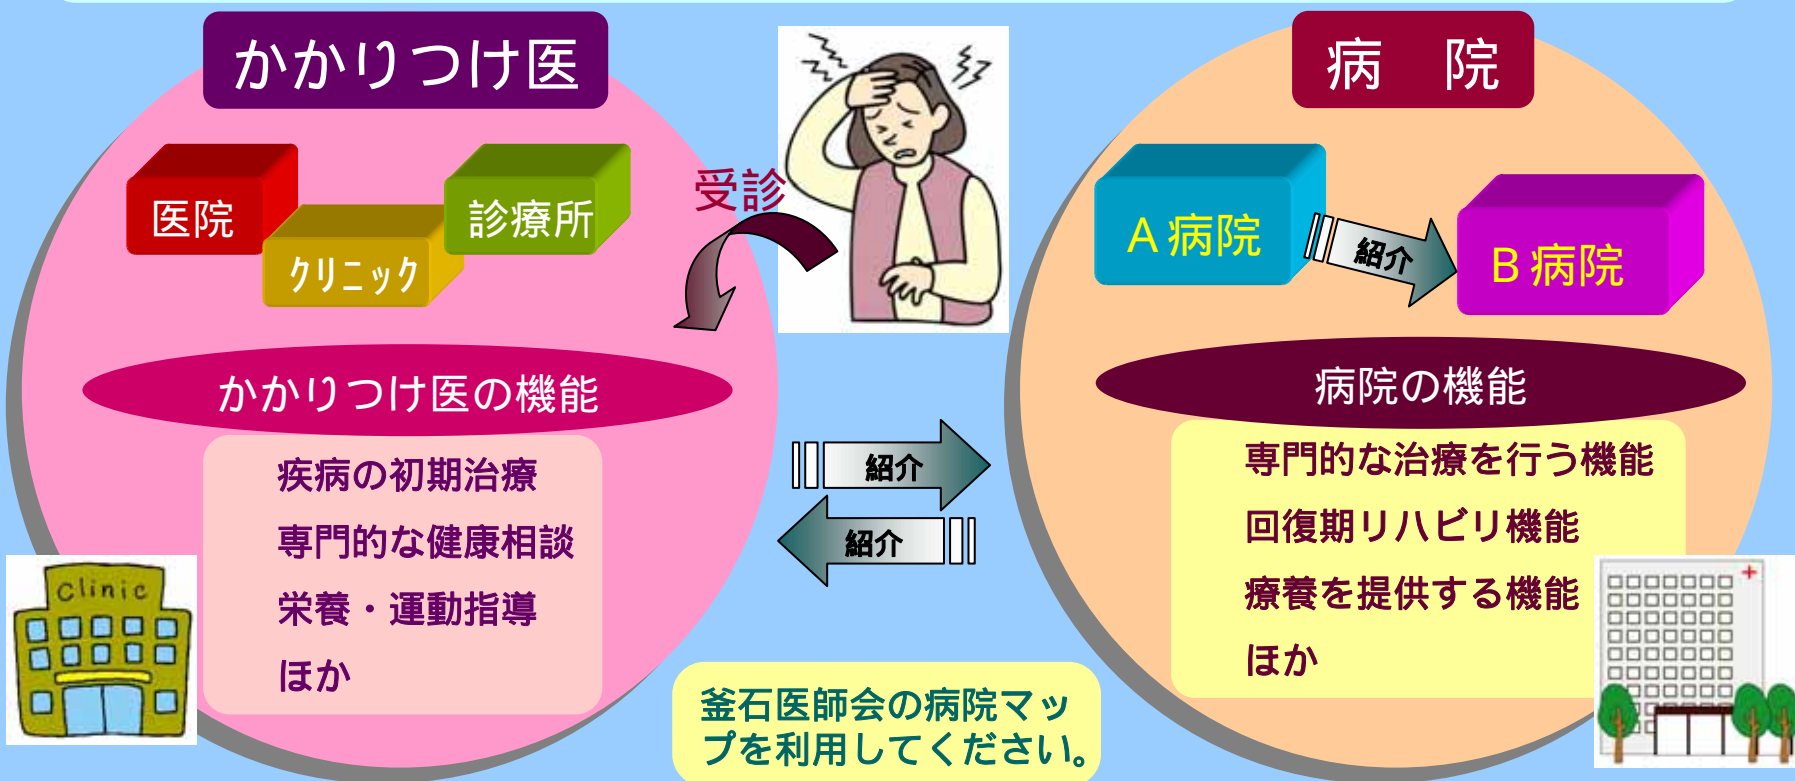 かかりつけ医
病　院
医院
クリニック
診療所
受診
A病院
紹介
B病院
かかりつけ医の機能
疾病の初期治療
専門的な健康相談
栄養・運動指導
ほか
Clinic
紹介
紹介
病院の機能
専門的な治療を行う機能
回復期リハビリ機能
療養を提供する機能
ほか
釜石医師会の病院マッ
プを利用してください。